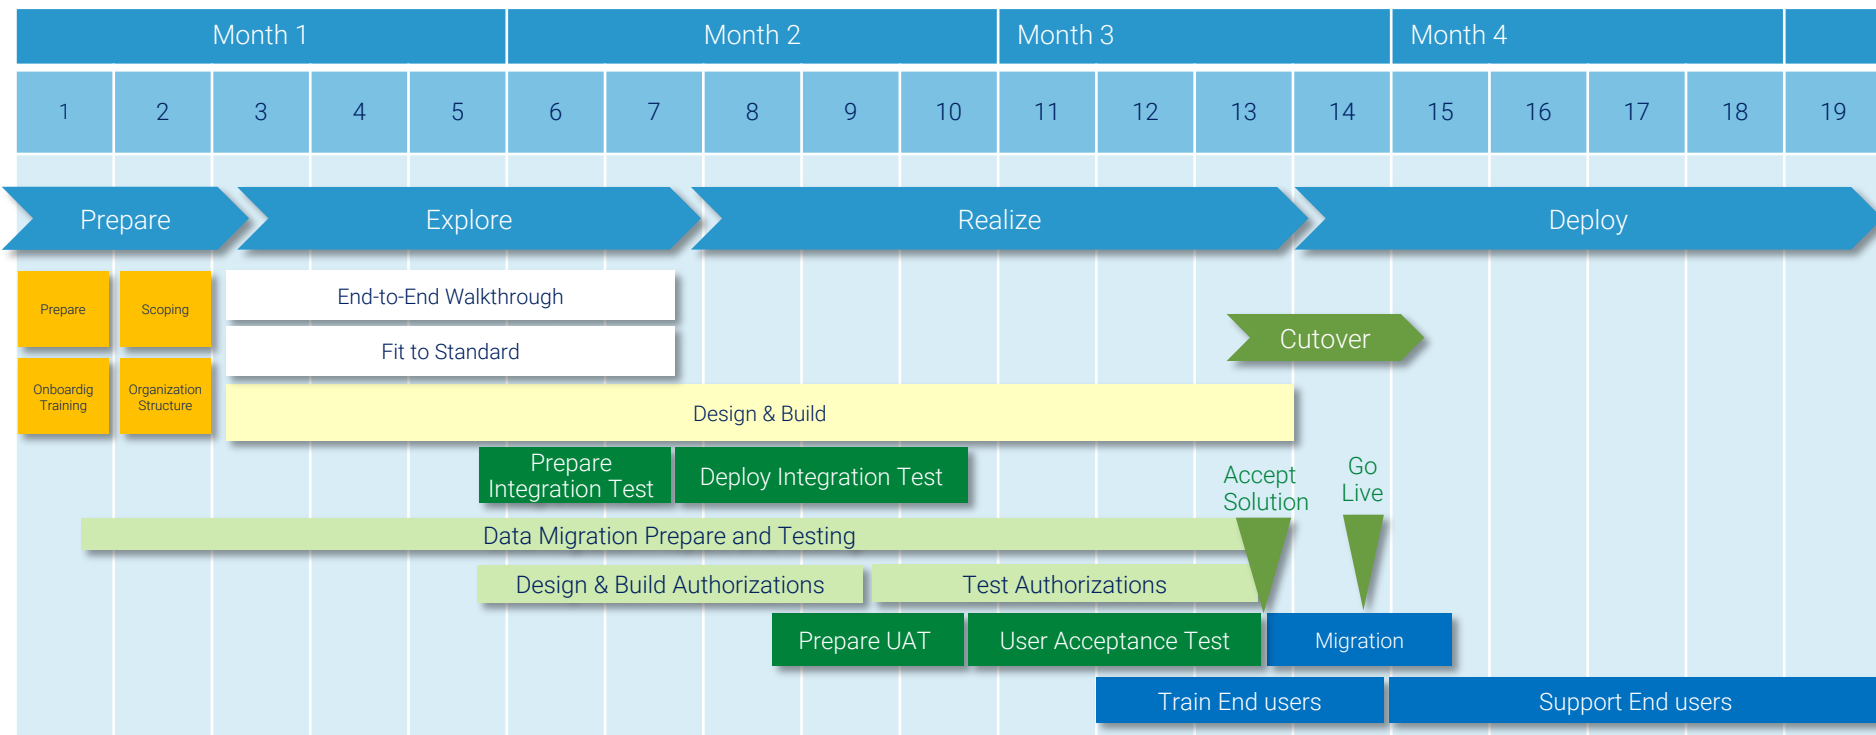 Month 1
Month 2
Month 3
Month 4
1
2
3
4
5
6
7
8
9
10
11
12
13
14
15
16
17
18
19
Prepare
Explore
Realize
Deploy
Prepare
Scoping
End-to-End Walkthrough
Fit to Standard
Cutover
Onboardig
Training
Organization
Structure
Design & Build
Prepare
Integration Test
Deploy Integration Test
Accept
Solution
Go
Live
Data Migration Prepare and Testing
Design & Build Authorizations
Test Authorizations
Prepare UAT
User Acceptance Test
Migration
Train End users
Support End users